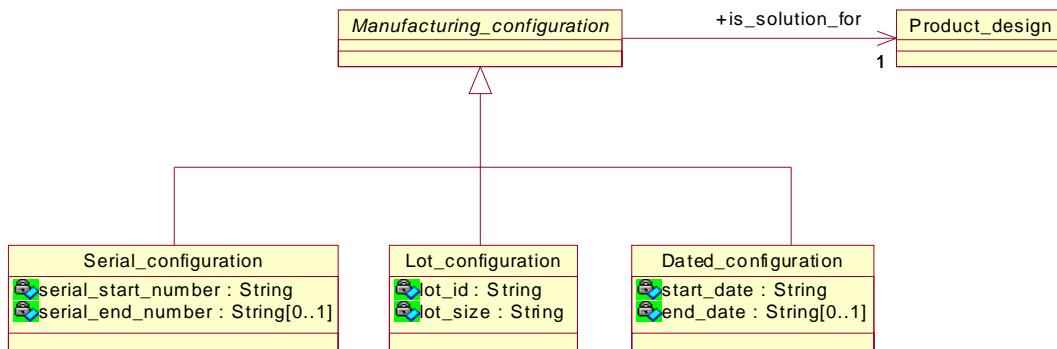 Manufacturing_configuration
+is_solution_for
Product_design
1
Serial_configuration
serial_start_number : String
serial_end_number : String[0..1]
Lot_configuration
lot_id : String
lot_size : String
Dated_configuration
start_date : String
end_date : String[0..1]